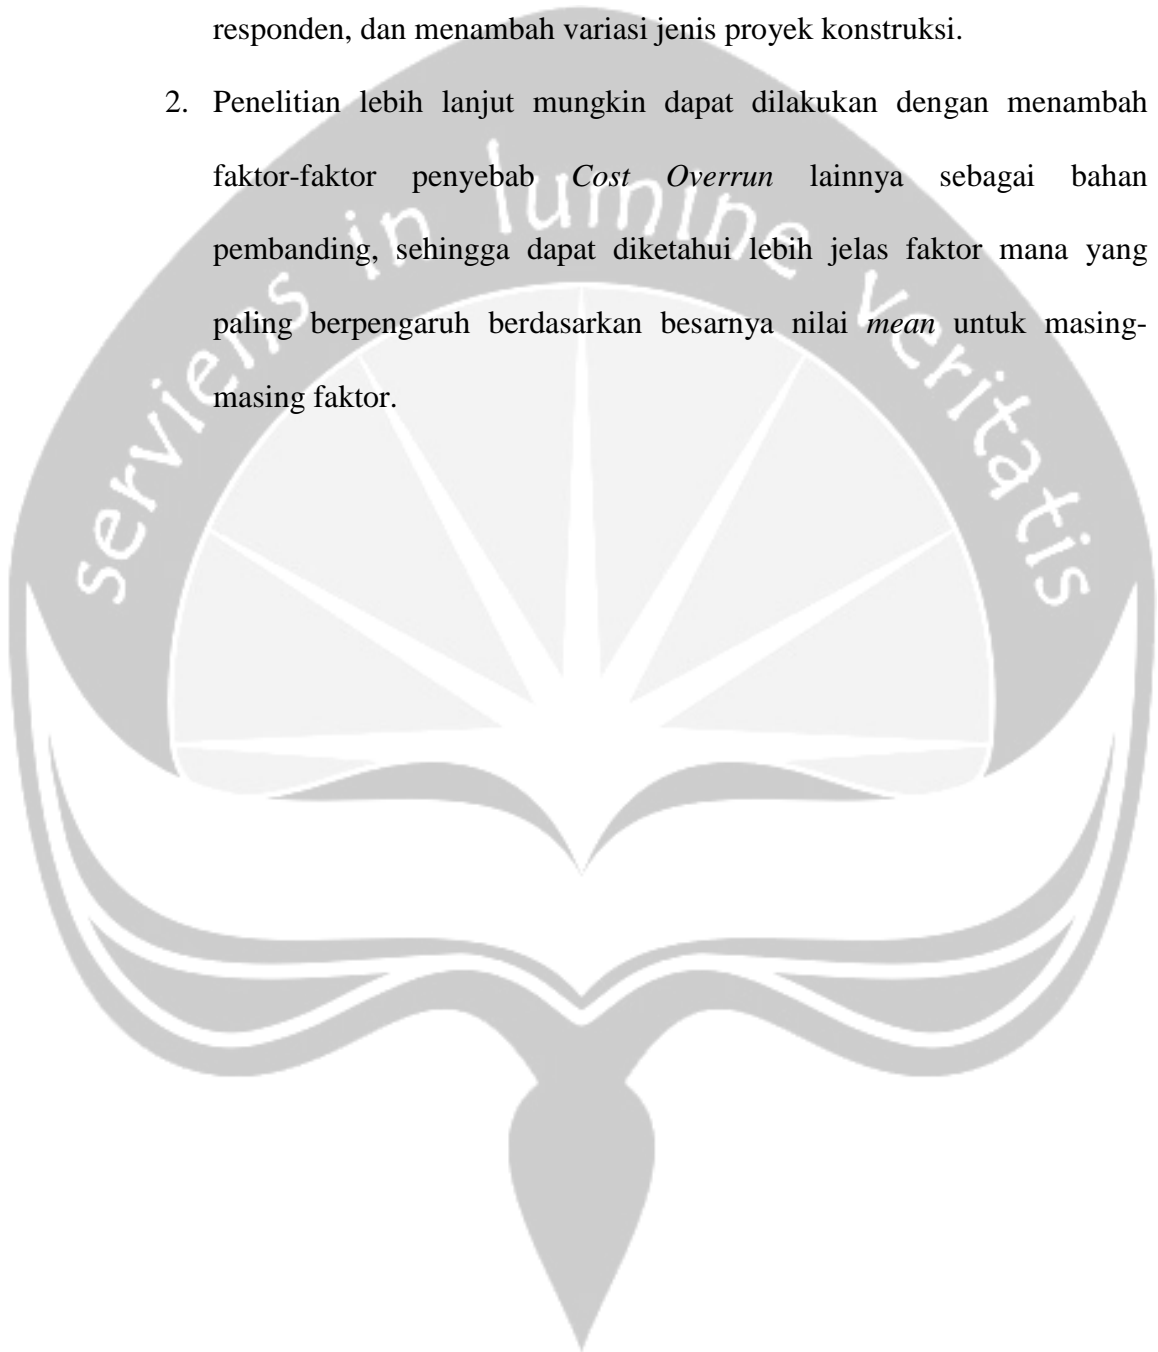 responden, dan menambah variasi jenis proyek konstruksi.
2. Penelitian lebih lanjut mungkin dapat dilakukan dengan menambah
faktor-faktor penyebab Cost Overrun lainnya sebagai bahan
pembanding, sehingga dapat diketahui lebih jelas faktor mana yang
paling berpengaruh berdasarkan besarnya nilai mean untuk masing-
masing faktor.
serviens in lumine veritatis